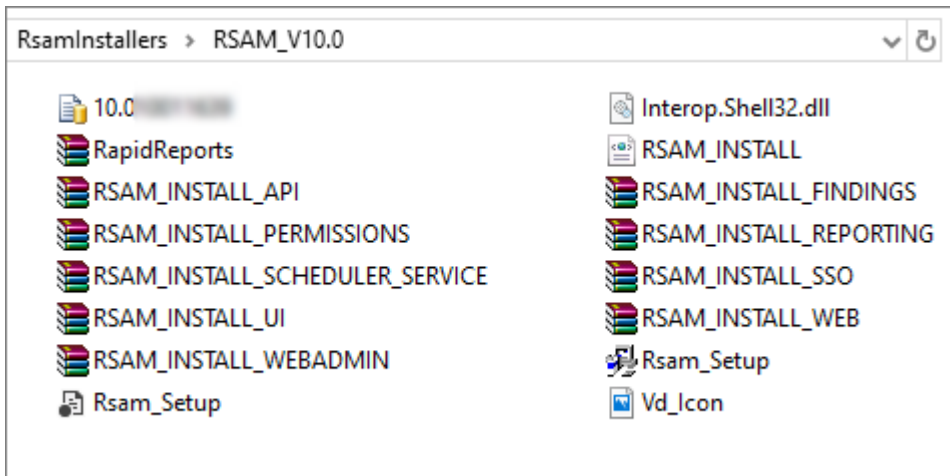 RsamInstallers > RSAM_V10.0
10.0
Interop.Shell32.dll
RapidReports
RSAM_INSTALL
RSAM_INSTALL_API
RSAM_INSTALL_FINDINGS
RSAM_INSTALL_PERMISSIONS
RSAM_INSTALL_REPORTING
RSAM_INSTALL_SCHEDULER_SERVICE
RSAM_INSTALL_SSO
RSAM_INSTALL_UI
RSAM_INSTALL_WEB
RSAM_INSTALL_WEBADMIN
Rsam_Setup
Rsam_Setup
Vd_Icon